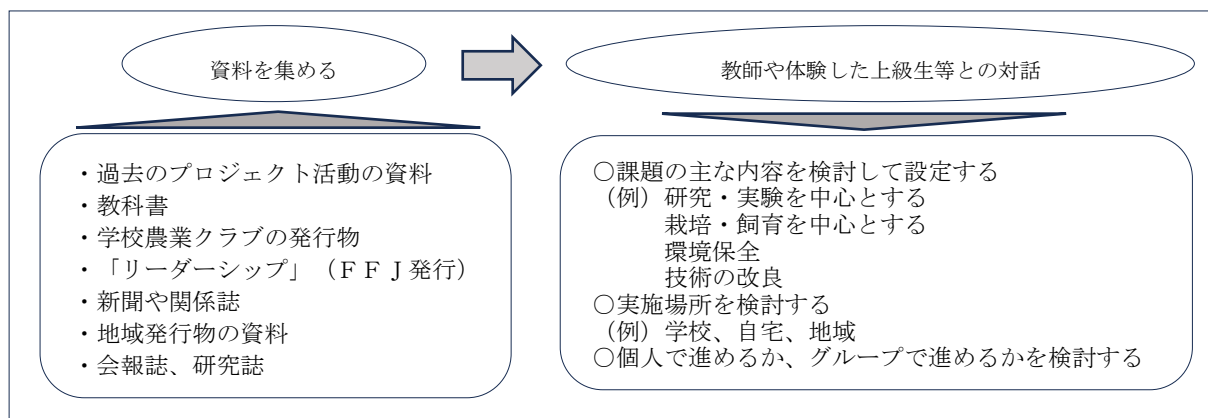 資料を集める
教師や体験した上級生等との対話
・過去のプロジェクト活動の資料
・教科書
・学校農業クラブの発行物
・「リーダーシップ」（ＦＦＪ発行）
・新聞や関係誌
・地域発行物の資料
・会報誌、研究誌
〇課題の主な内容を検討して設定する
（例）研究・実験を中心とする
栽培・飼育を中心とする
環境保全
技術の改良
〇実施場所を検討する
（例）学校、自宅、地域
〇個人で進めるか、グループで進めるかを検討する